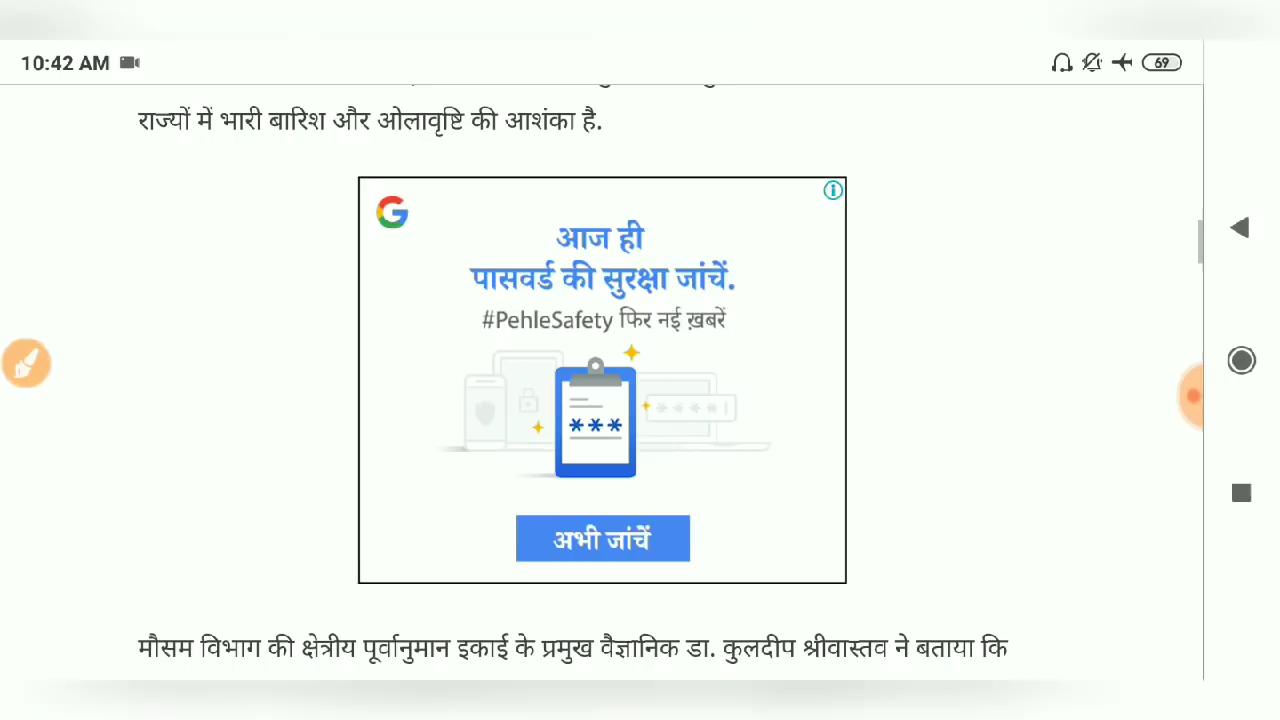 10:42 AM
69
राज्यों में भारी बारिश और ओलावृष्टि की आशंका है.
G
आज ही
पासवर्ड की सुरक्षा जांचें.
#PehleSafety फिर नई ख़बरें
***
****
अभी जांचें
मौसम विभाग की क्षेत्रीय पूर्वानुमान इकाई के प्रमुख वैज्ञानिक डा. कुलदीप श्रीवास्तव ने बताया कि